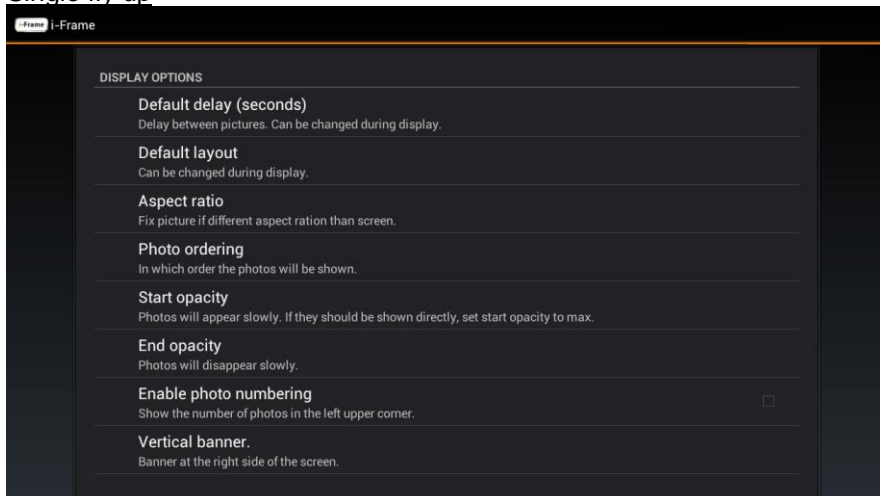 i-Frame i-Frame
DISPLAY OPTIONS
Default delay (seconds)
Delay between pictures. Can be changed during display.
Default layout
Can be changed during display.
Aspect ratio
Fix picture if different aspect ration than screen.
Photo ordering
In which order the photos will be shown.
Start opacity
Photos will appear slowly. If they should be shown directly, set start opacity to max.
End opacity
Photos will disappear slowly.
Enable photo numbering
Show the number of photos in the left upper corner.
Vertical banner.
Banner at the right side of the screen.